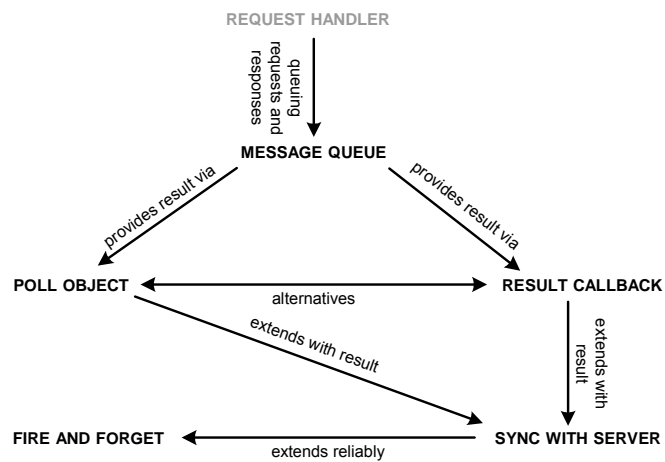 REQUEST HANDLER
queuing
requests and
responses
MESSAGE QUEUE
provides result via
provides result via
POLL OBJECT
alternatives
RESULT CALLBACK
extends with result
extends with
result
FIRE AND FORGET
extends reliably
SYNC WITH SERVER